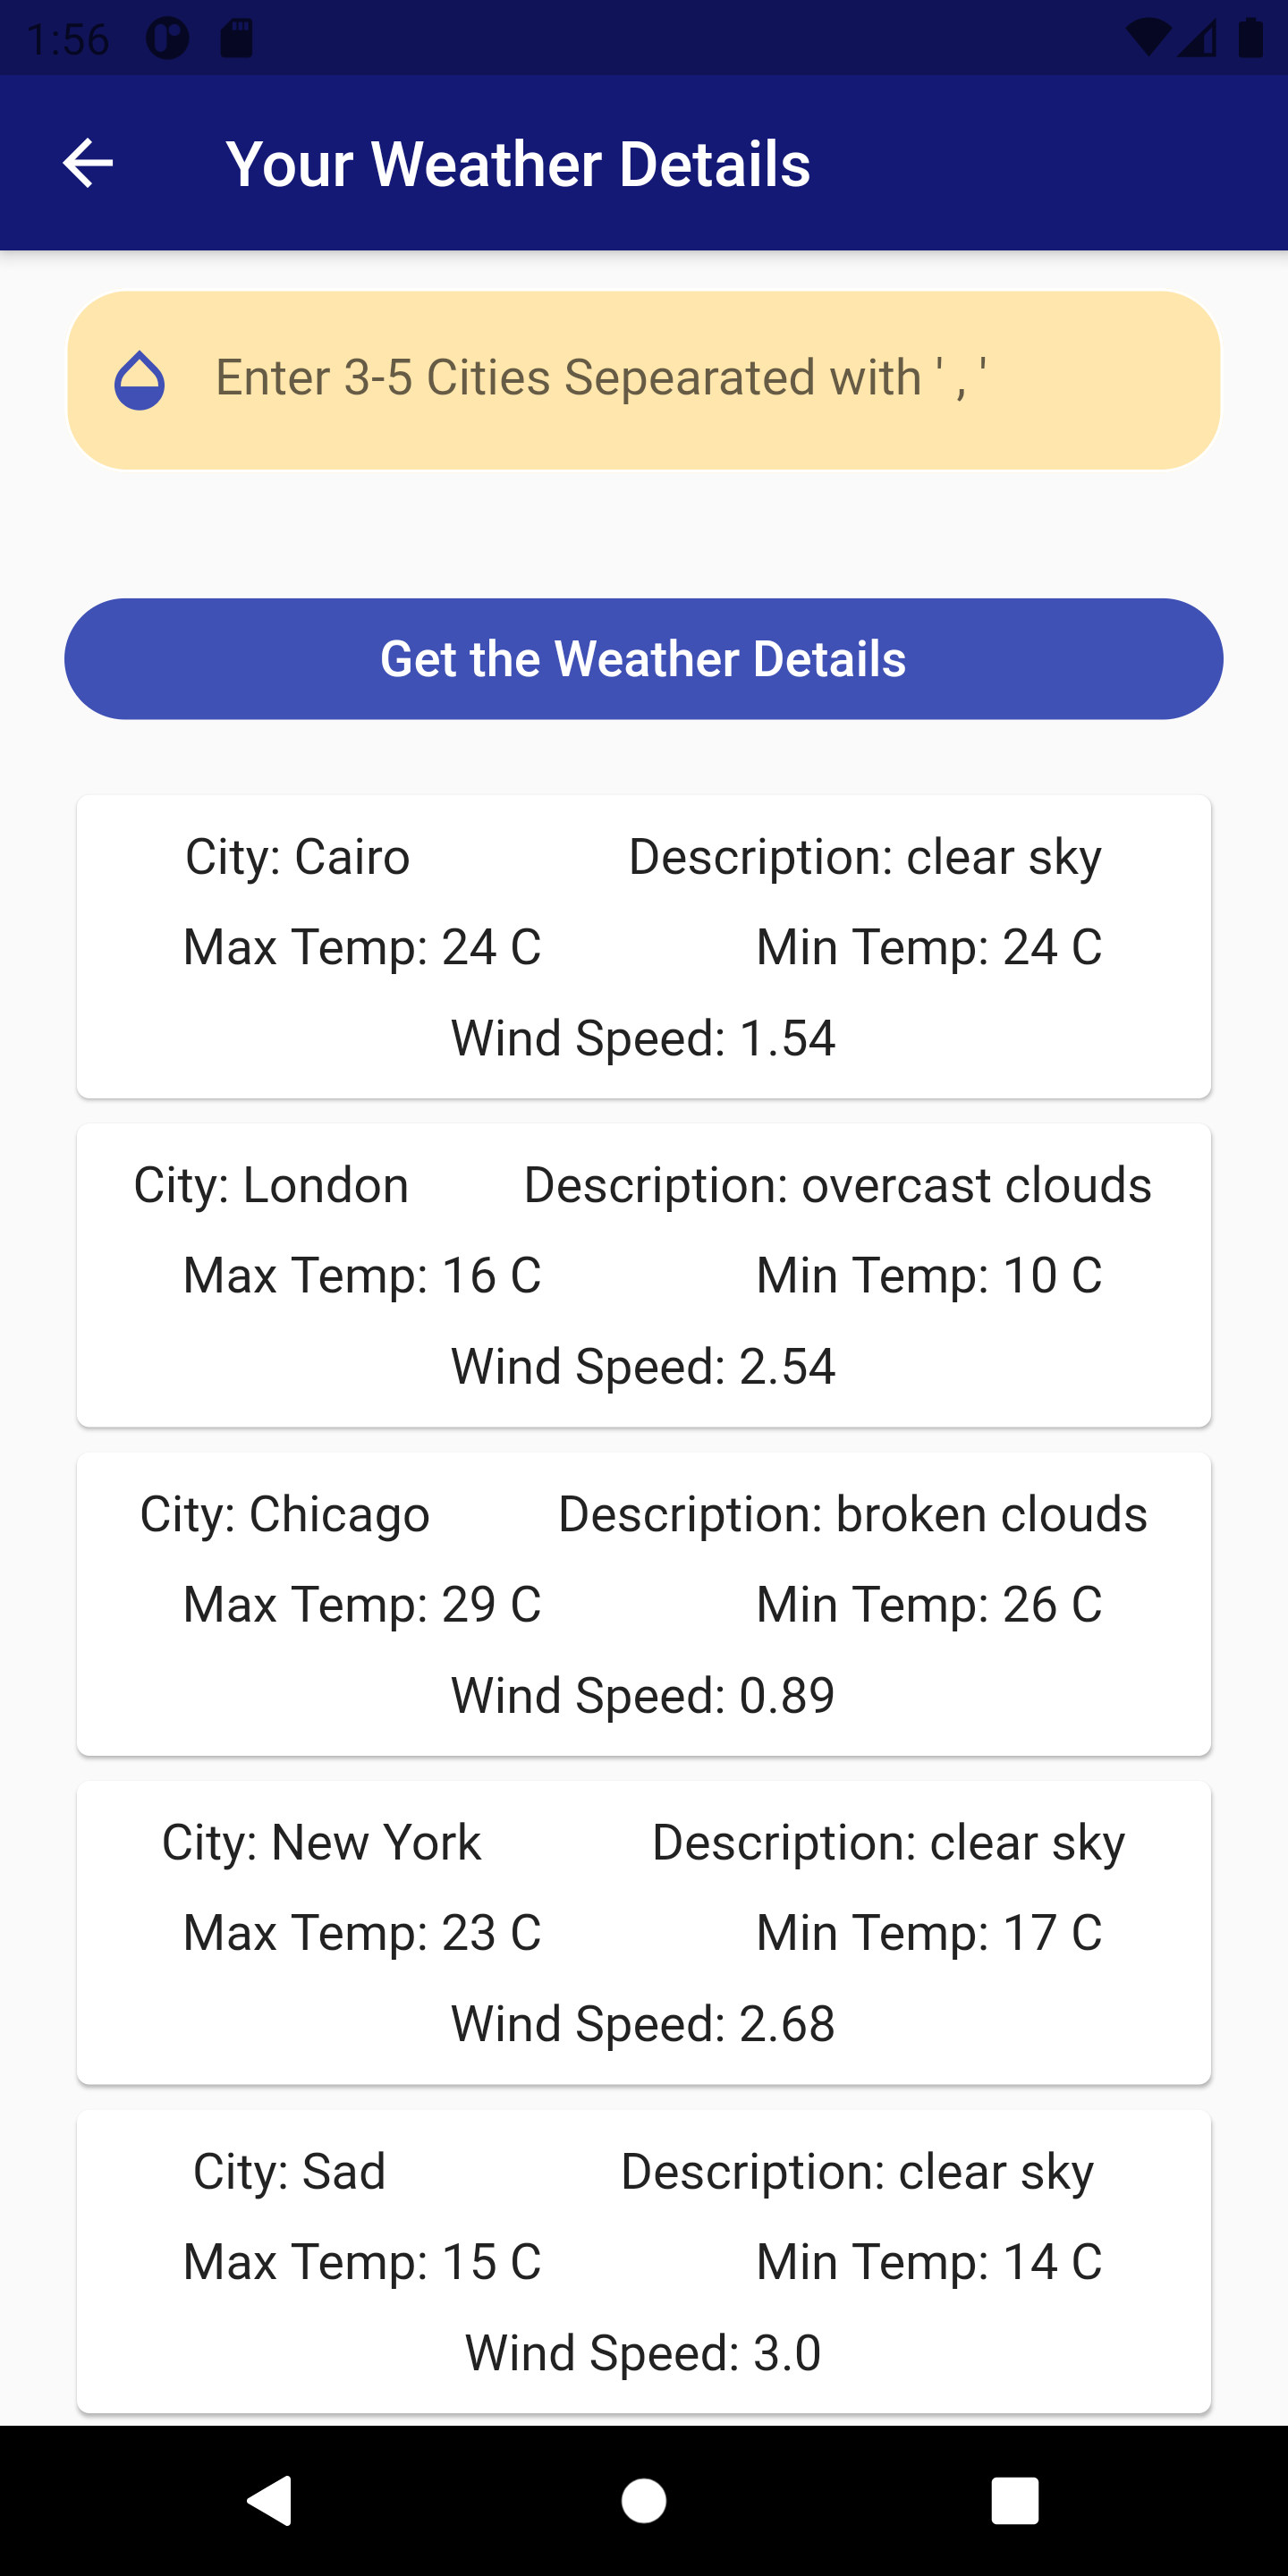 1:56
Your Weather Details
Enter 3-5 Cities Sepearated with ' , '
Get the Weather Details
City: Cairo Description: clear sky
Max Temp: 24 C Min Temp: 24 C
Wind Speed: 1.54
City: London Description: overcast clouds
Max Temp: 16 C Min Temp: 10 C
Wind Speed: 2.54
City: Chicago Description: broken clouds
Max Temp: 29 C Min Temp: 26 C
Wind Speed: 0.89
City: New York Description: clear sky
Max Temp: 23 C Min Temp: 17 C
Wind Speed: 2.68
City: Sad Description: clear sky
Max Temp: 15 C Min Temp: 14 C
Wind Speed: 3.0